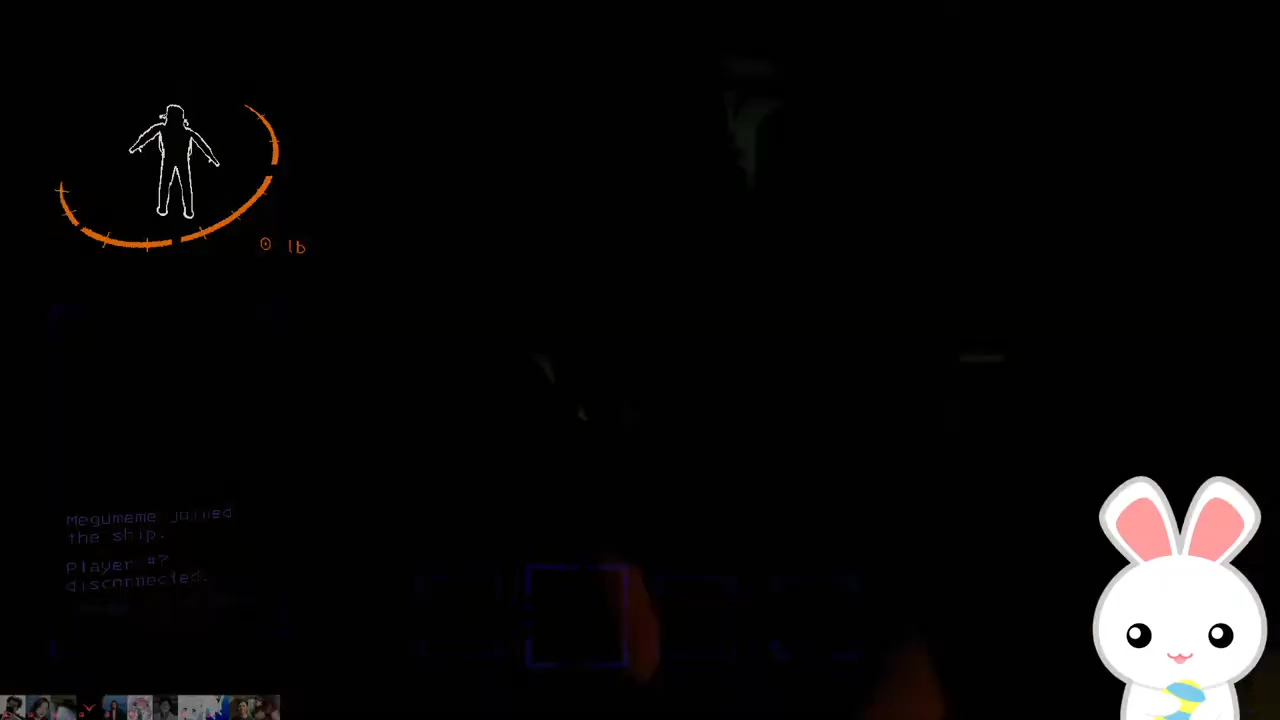 0 lb
Megumeme joined
the ship.
Player #?
disconnected.